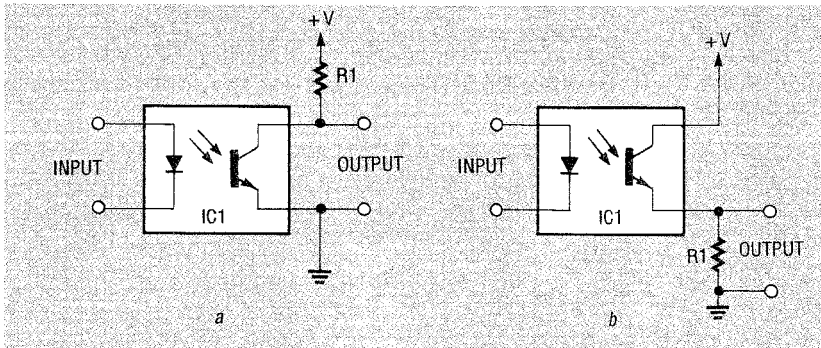 +V
R1
INPUT
OUTPUT
IC1
a
+V
INPUT
IC1
R1
OUTPUT
b